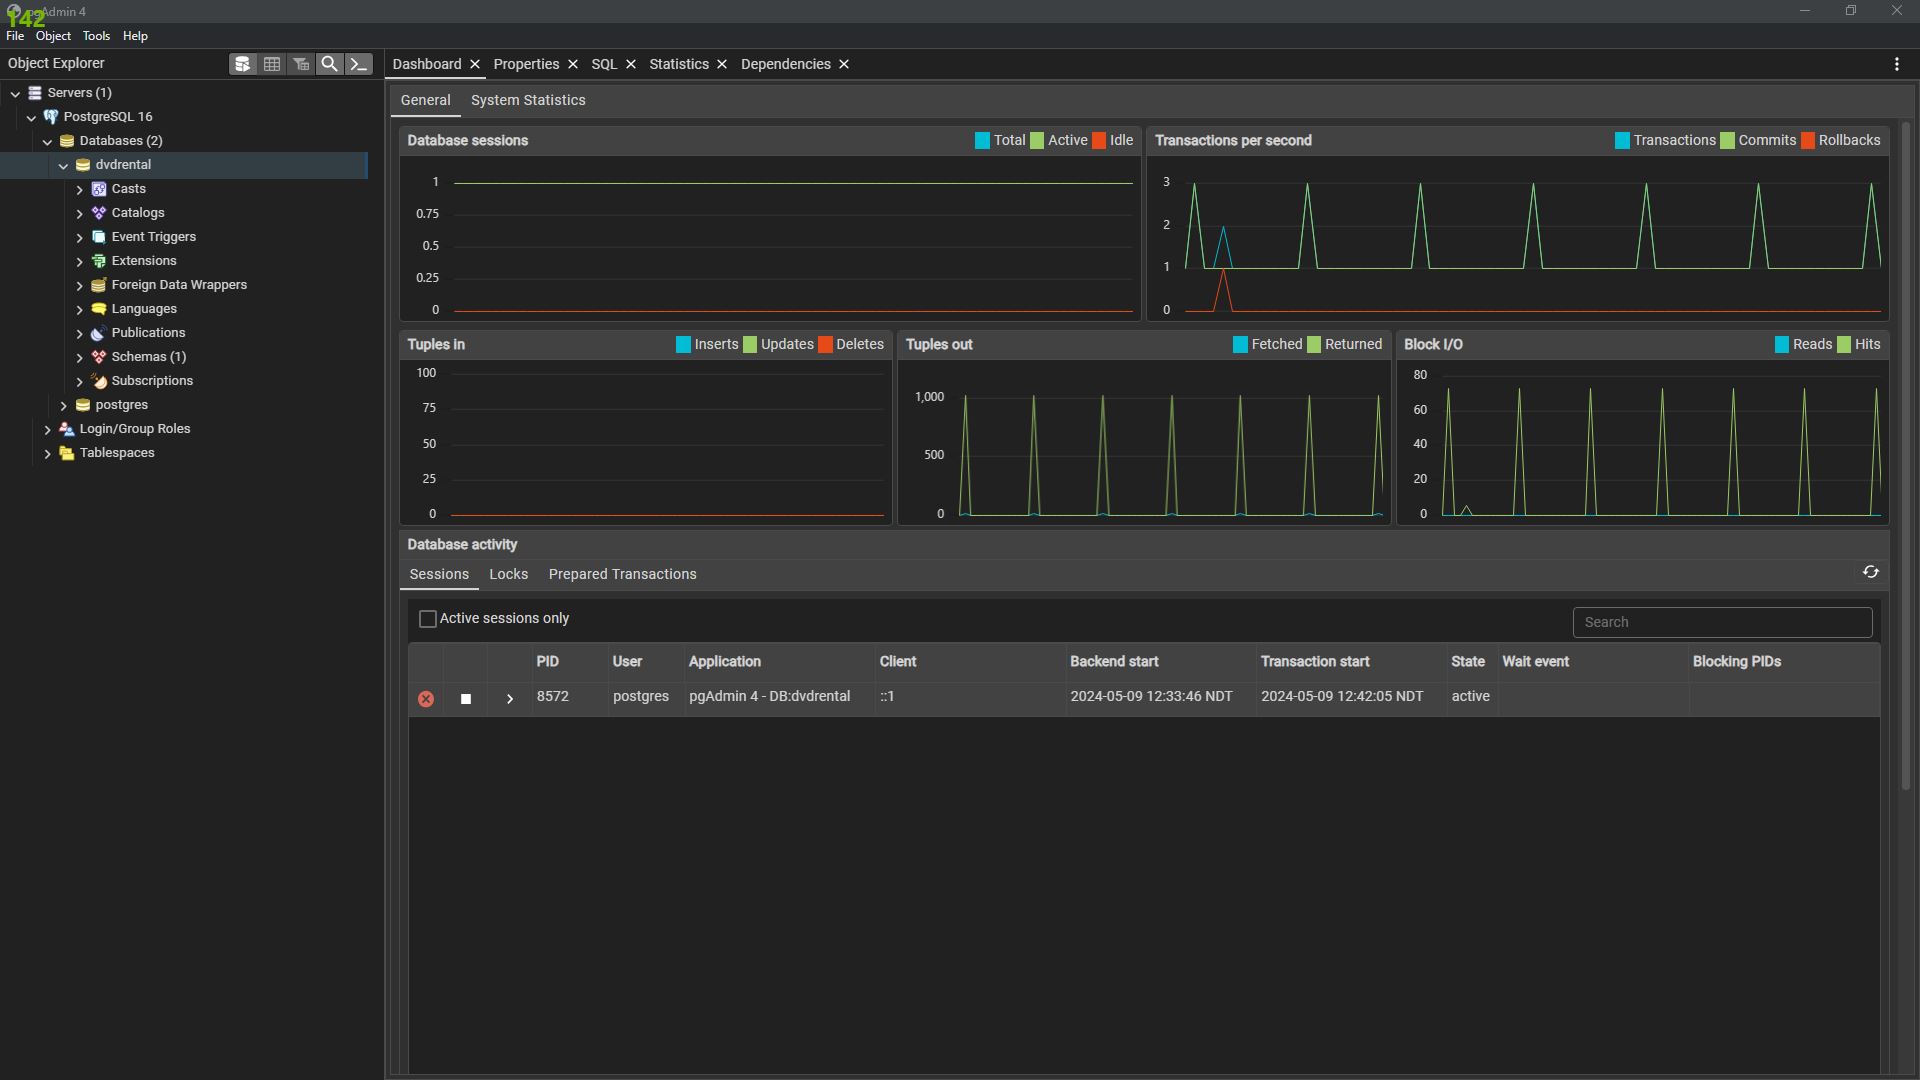 142
pgAdmin 4
File Object Tools Help
Object Explorer
Dashboard Properties SQL Statistics Dependencies
Servers (1)
PostgreSQL 16
Databases (2)
dvdrental
Casts
Catalogs
Event Triggers
Extensions
Foreign Data Wrappers
Languages
Publications
Schemas (1)
Subscriptions
postgres
Login/Group Roles
Tablespaces
General System Statistics
Database sessions Total Active Idle
1
0.75
0.5
0.25
0
Transactions per second Transactions Commits Rollbacks
3
2
1
0
Tuples in Inserts Updates Deletes
100
75
50
25
0
Tuples out Fetched Returned
1,000
500
0
Block I/O Reads Hits
80
60
40
20
0
Database activity
Sessions Locks Prepared Transactions
Active sessions only Search
PID User Application Client Backend start Transaction start State Wait event Blocking PIDs
8572 postgres pgAdmin 4 - DB:dvdrental ::1 2024-05-09 12:33:46 NDT 2024-05-09 12:42:05 NDT active